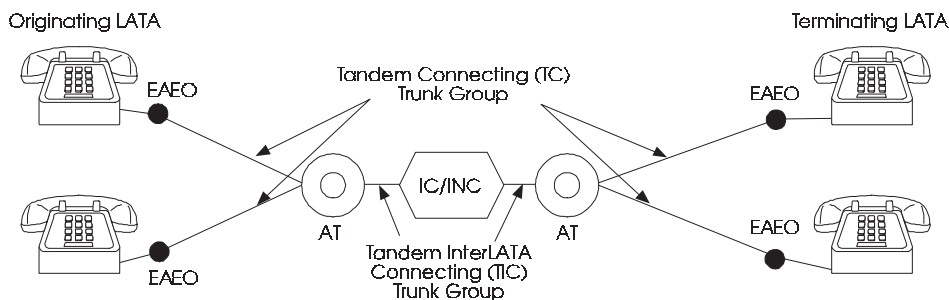 Originating LATA
Terminating LATA
EAEO
Tandem Connecting (TC)
Trunk Group
EAEO
IC/INC
AT
AT
EAEO
Tandem InterLATA
Connecting (TIC)
Trunk Group
EAEO